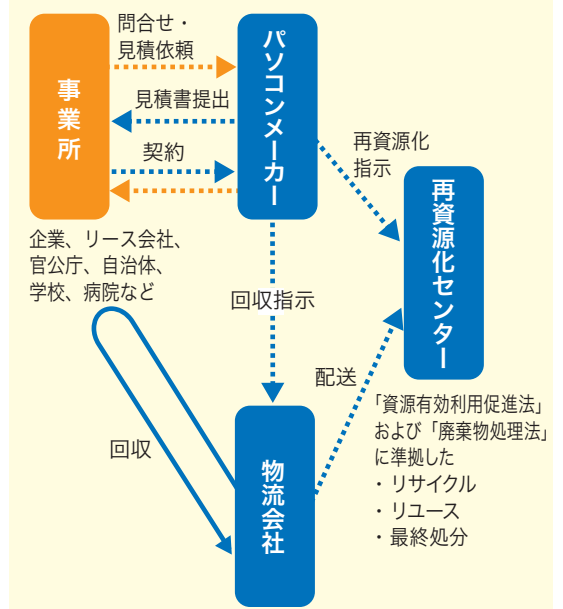 問合せ・
見積依頼
事業所
パソコンメーカー
見積書提出
契約
再資源化
指示
再資源化センター
企業、リース会社、
官公庁、自治体、
学校、病院など
回収指示
配送
回収
物流会社
「資源有効利用促進法」
および「廃棄物処理法」
に準拠した
・リサイクル
・リユース
・最終処分